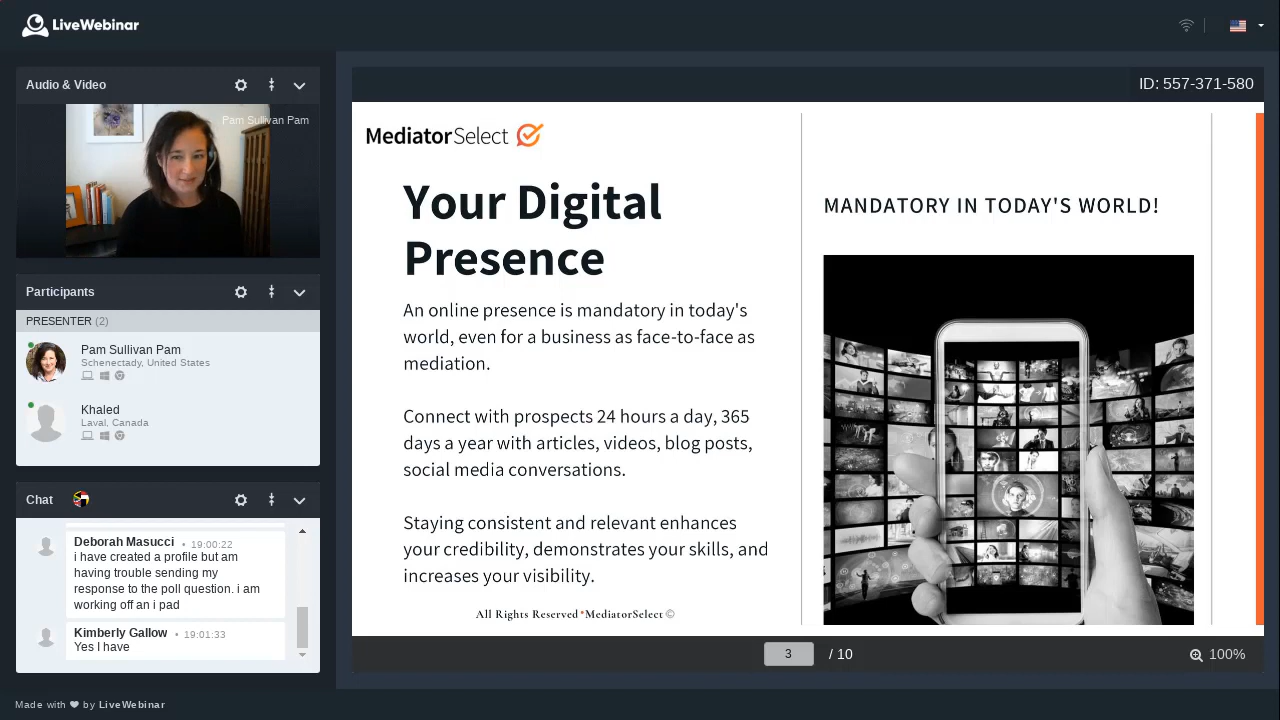 LiveWebinar
Audio & Video
Pam Sullivan Pam
Participants
PRESENTER (2)
Pam Sullivan Pam
Schenectady, United States
Khaled
Laval, Canada
Chat
Deborah Masucci • 19:00:22
i have created a profile but am
having trouble sending my
response to the poll question. i am
working off an i pad
Kimberly Gallow • 19:01:33
Yes I have
ID: 557-371-580
MediatorSelect
Your Digital
Presence
An online presence is mandatory in today's
world, even for a business as face-to-face as
mediation.
Connect with prospects 24 hours a day, 365
days a year with articles, videos, blog posts,
social media conversations.
Staying consistent and relevant enhances
your credibility, demonstrates your skills, and
increases your visibility.
All Rights Reserved*MediatorSelect ©
MANDATORY IN TODAY'S WORLD!
3 / 10
100%
Made with ❤ by LiveWebinar